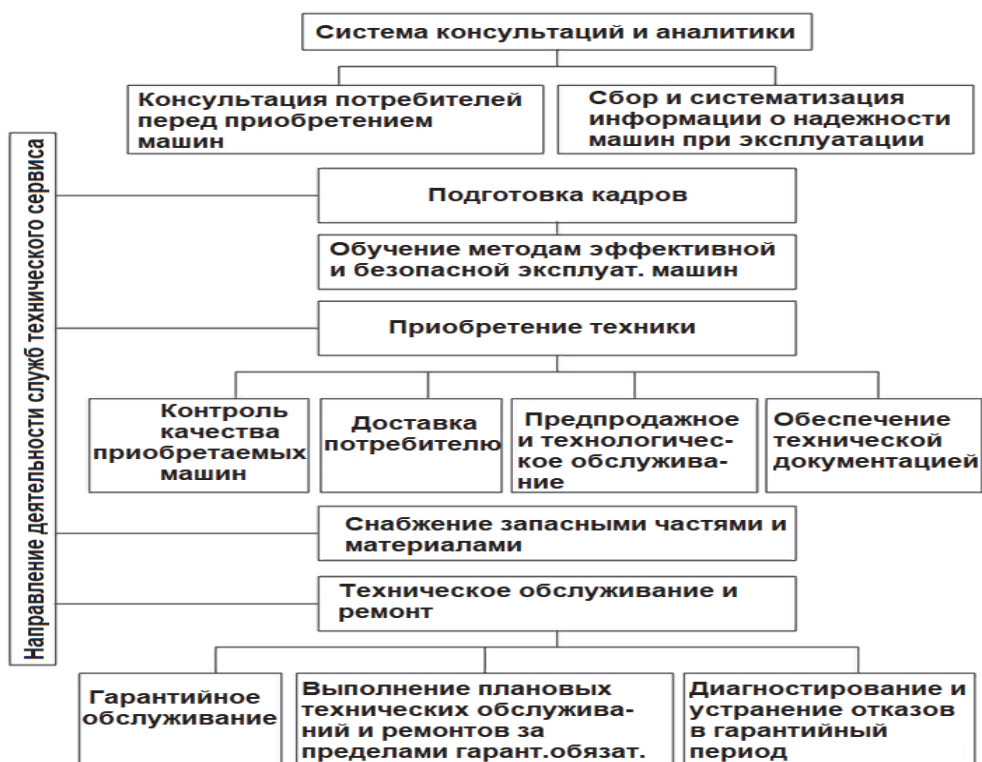 Система консультаций и аналитики
Консультация потребителей
перед приобретением
машин
Сбор и систематизация
информации о надежности
машин при эксплуатации
Направление деятельности служб технического сервиса
Подготовка кадров
Обучение методам эффективной
и безопасной эксплуат. машин
Приобретение техники
Контроль
качества
приобретаемых
машин
Доставка
потребителю
Предпродажное
и технологичес-
кое обслужива-
ние
Обеспечение
технической
документацией
Снабжение запасными частями и
материалами
Техническое обслуживание и
ремонт
Гарантийное
обслуживание
Выполнение плановых
технических обслужива-
ний и ремонтов за
пределами гарант.обязат.
Диагностирование и
устранение отказов
в гарантийный
период